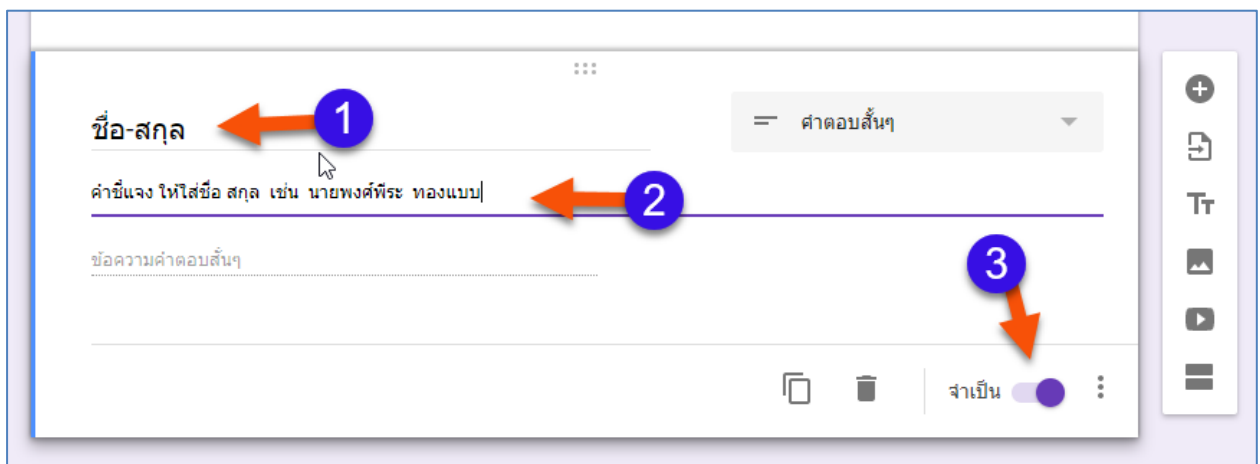 ชื่อ-สกุล
1
คำตอบสั้นๆ
คำชี้แจง ให้ใส่ชื่อ สกุล เช่น นายพงศ์พีระ ทองแบบ
2
ข้อความคำตอบสั้นๆ
3
จำเป็น
Tт